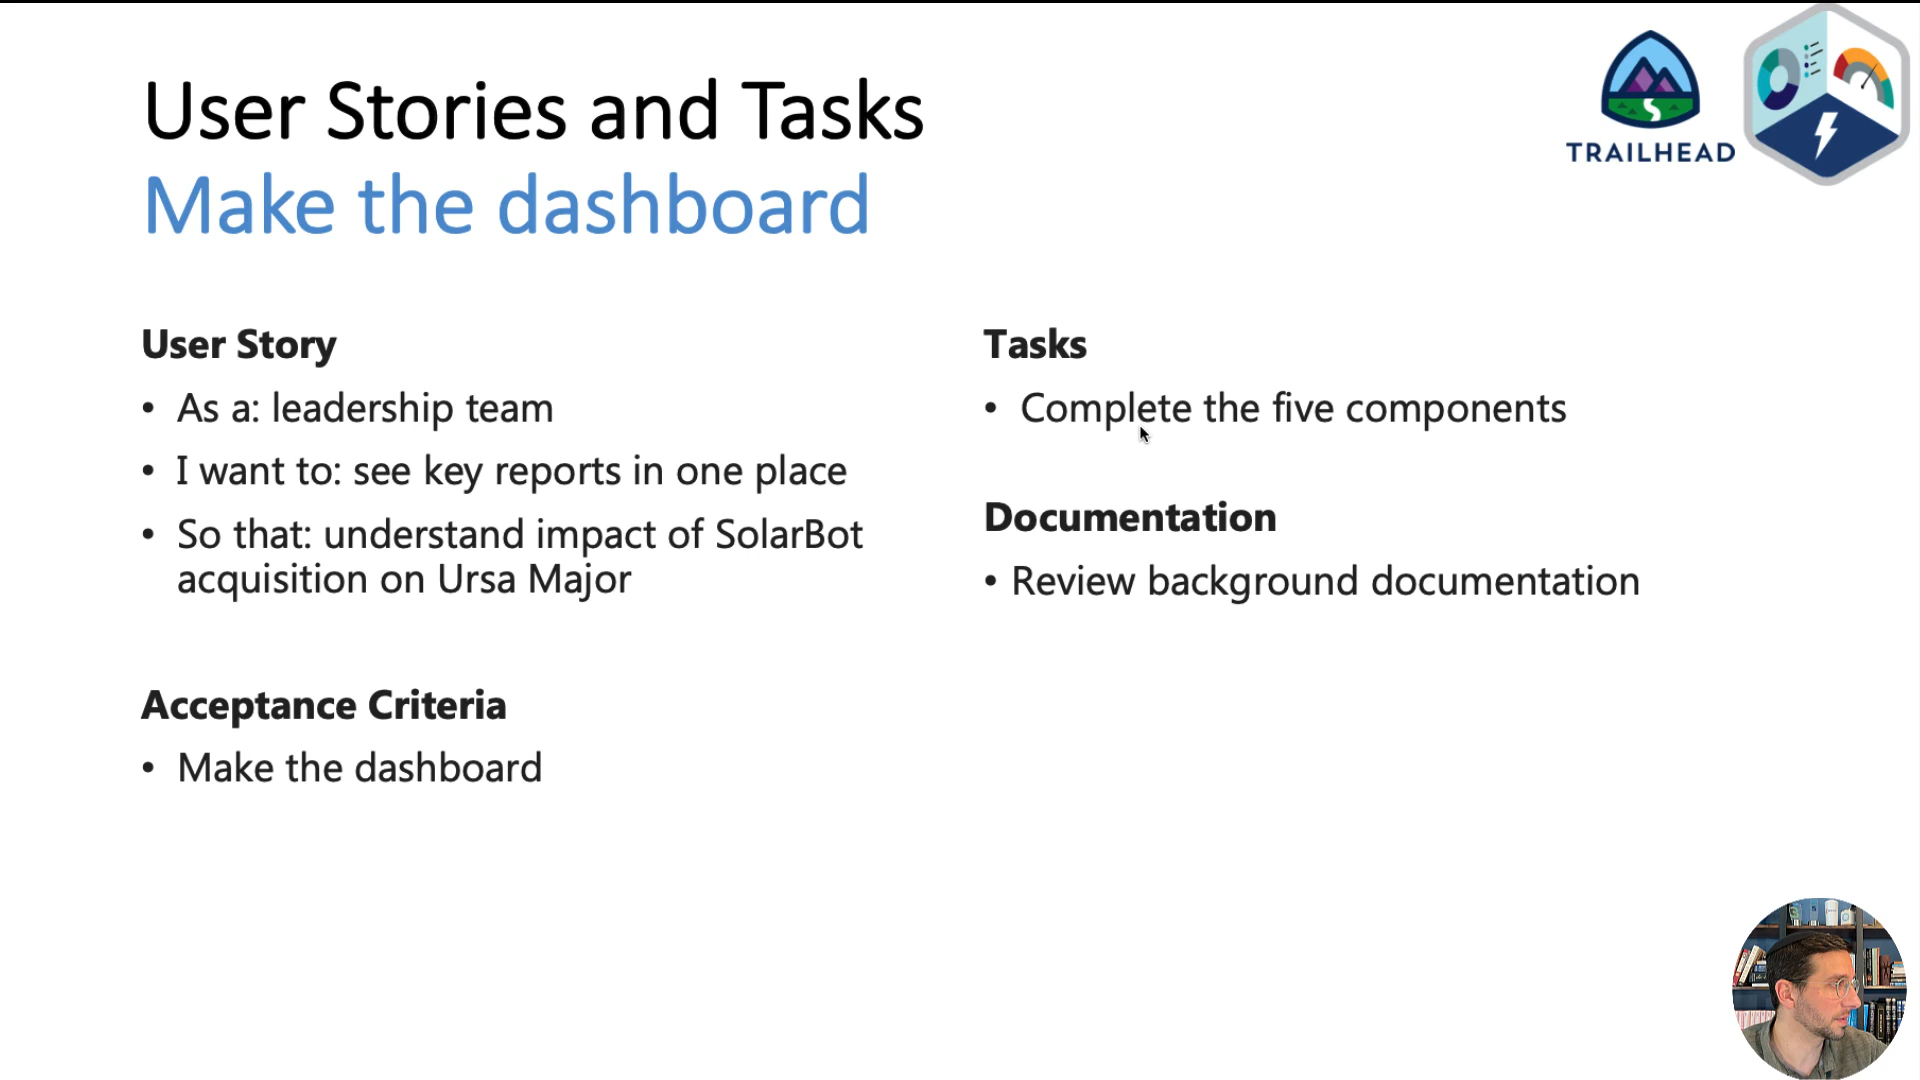 User Stories and Tasks
Make the dashboard
TRAILHEAD
User Story
• As a: leadership team
• I want to: see key reports in one place
• So that: understand impact of SolarBot
acquisition on Ursa Major
Acceptance Criteria
• Make the dashboard
Tasks
• Complete the five components
Documentation
• Review background documentation